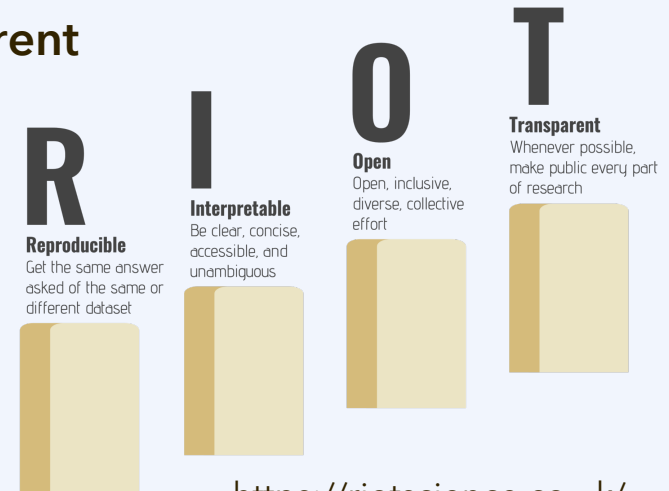 rent
R
Reproducible
Get the same answer
asked of the same or
different dataset
I
Interpretable
Be clear, concise,
accessible, and
unambiguous
O
Open
Open, inclusive,
diverse, collective
effort
T
Transparent
Whenever possible,
make public every part
of research